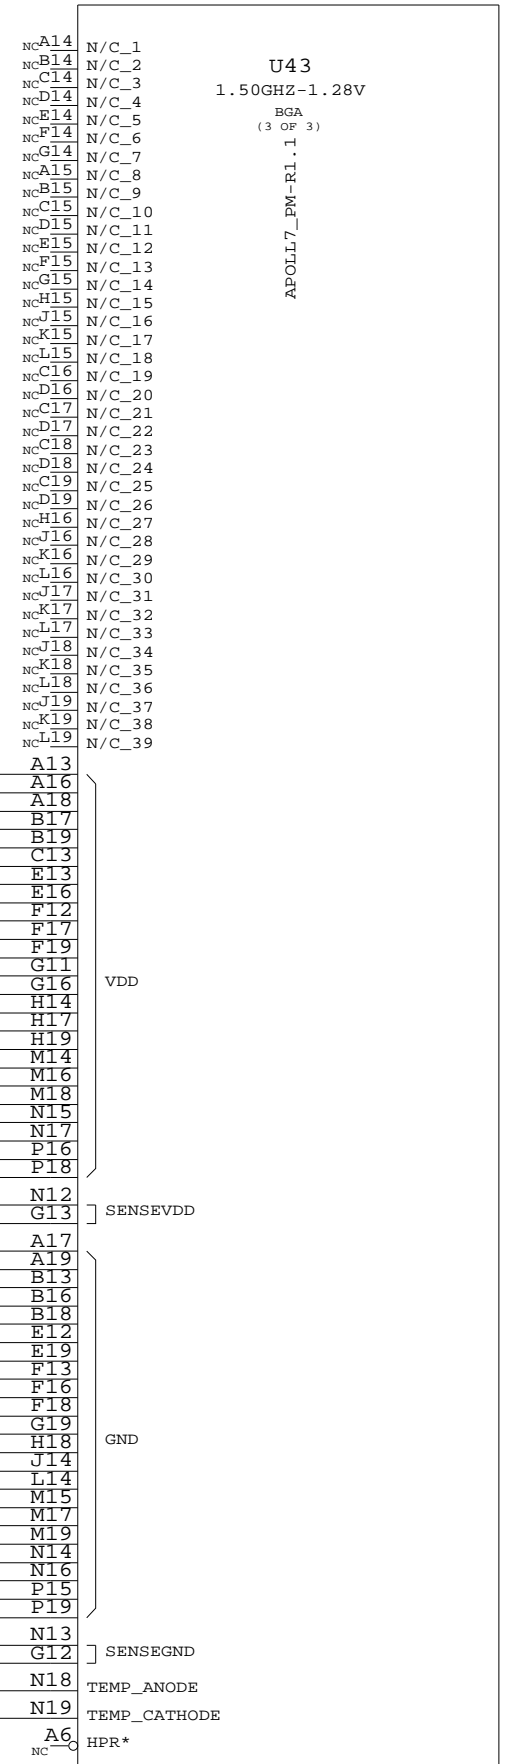 U43
1.50GHZ-1.28V
BGA
(3 OF 3)
APOLL7_PM-R1.1
NC A14 N/C_1
NC B14 N/C_2
NC C14 N/C_3
NC D14 N/C_4
NC E14 N/C_5
NC F14 N/C_6
NC G14 N/C_7
NC A15 N/C_8
NC B15 N/C_9
NC C15 N/C_10
NC D15 N/C_11
NC E15 N/C_12
NC F15 N/C_13
NC G15 N/C_14
NC H15 N/C_15
NC J15 N/C_16
NC K15 N/C_17
NC L15 N/C_18
NC C16 N/C_19
NC D16 N/C_20
NC C17 N/C_21
NC D17 N/C_22
NC C18 N/C_23
NC D18 N/C_24
NC C19 N/C_25
NC D19 N/C_26
NC H16 N/C_27
NC J16 N/C_28
NC K16 N/C_29
NC L16 N/C_30
NC J17 N/C_31
NC K17 N/C_32
NC L17 N/C_33
NC J18 N/C_34
NC K18 N/C_35
NC L18 N/C_36
NC J19 N/C_37
NC K19 N/C_38
NC L19 N/C_39
A13
A16
A18
B17
B19
C13
E13
E16
F12
F17
F19
G11
G16
H14
H17
H19
M14
M16
M18
N15
N17
P16
P18
VDD
N12
G13
SENSEVDD
A17
A19
B13
B16
B18
E12
E19
F13
F16
F18
G19
H18
J14
L14
M15
M17
M19
N14
N16
P15
P19
GND
N13
G12
SENSEGND
N18 TEMP_ANODE
N19 TEMP_CATHODE
NC A6 HPR*